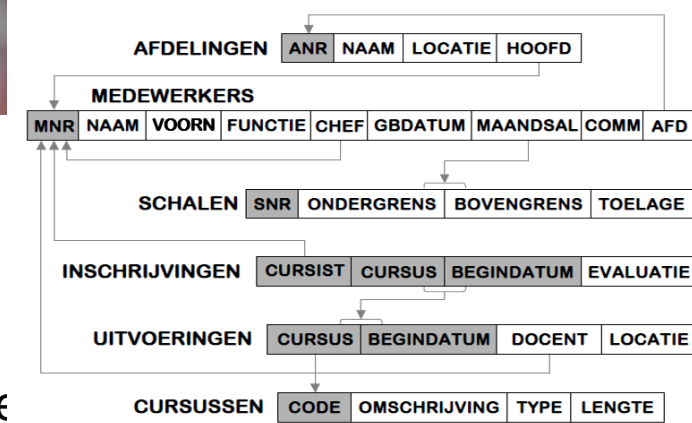 AFDELINGEN ANR NAAM LOCATIE HOOFD
MEDEWERKERS
MNR NAAM VOORN FUNCTIE CHEF GBDATUM MAANDSAL COMM AFD
SCHALEN SNR ONDERGRENS BOVENGRENS TOELAGE
INSCHRIJVINGEN CURSIST CURSUS BEGINDATUM EVALUATIE
UITVOERINGEN CURSUS BEGINDATUM DOCENT LOCATIE
CURSUSSEN CODE OMSCHRIJVING TYPE LENGTE